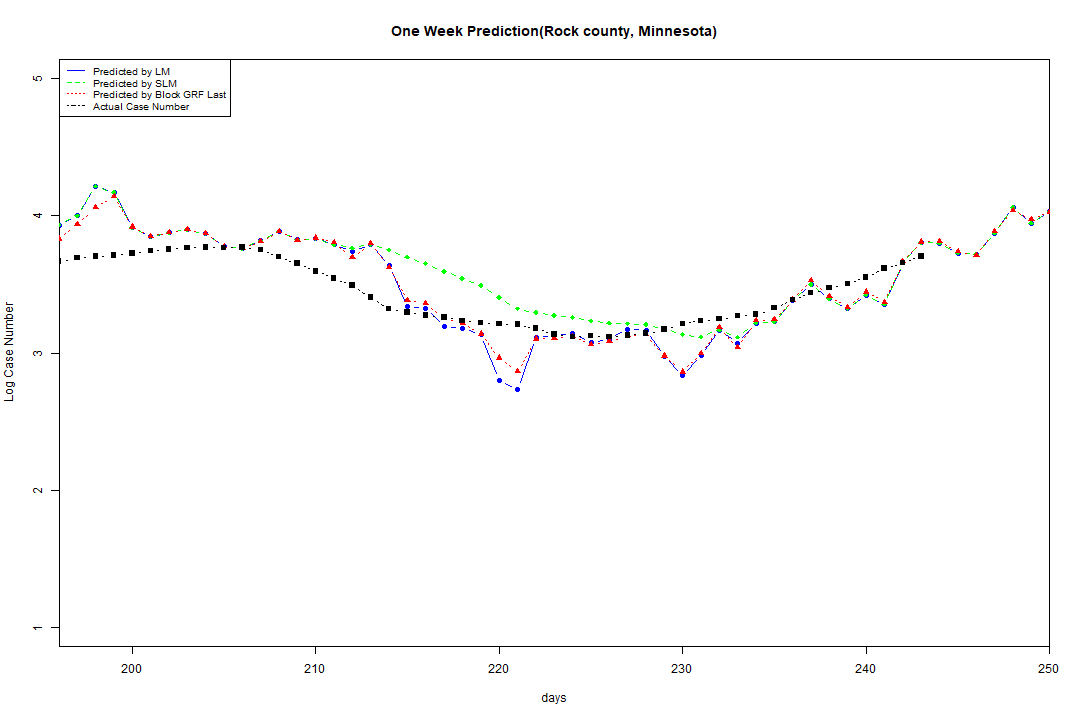 One Week Prediction(Rock county, Minnesota)
Predicted by LM
Predicted by SLM
Predicted by Block GRF Last
Actual Case Number
5
4
3
2
1
Log Case Number
200 210 220 230 240 250
days